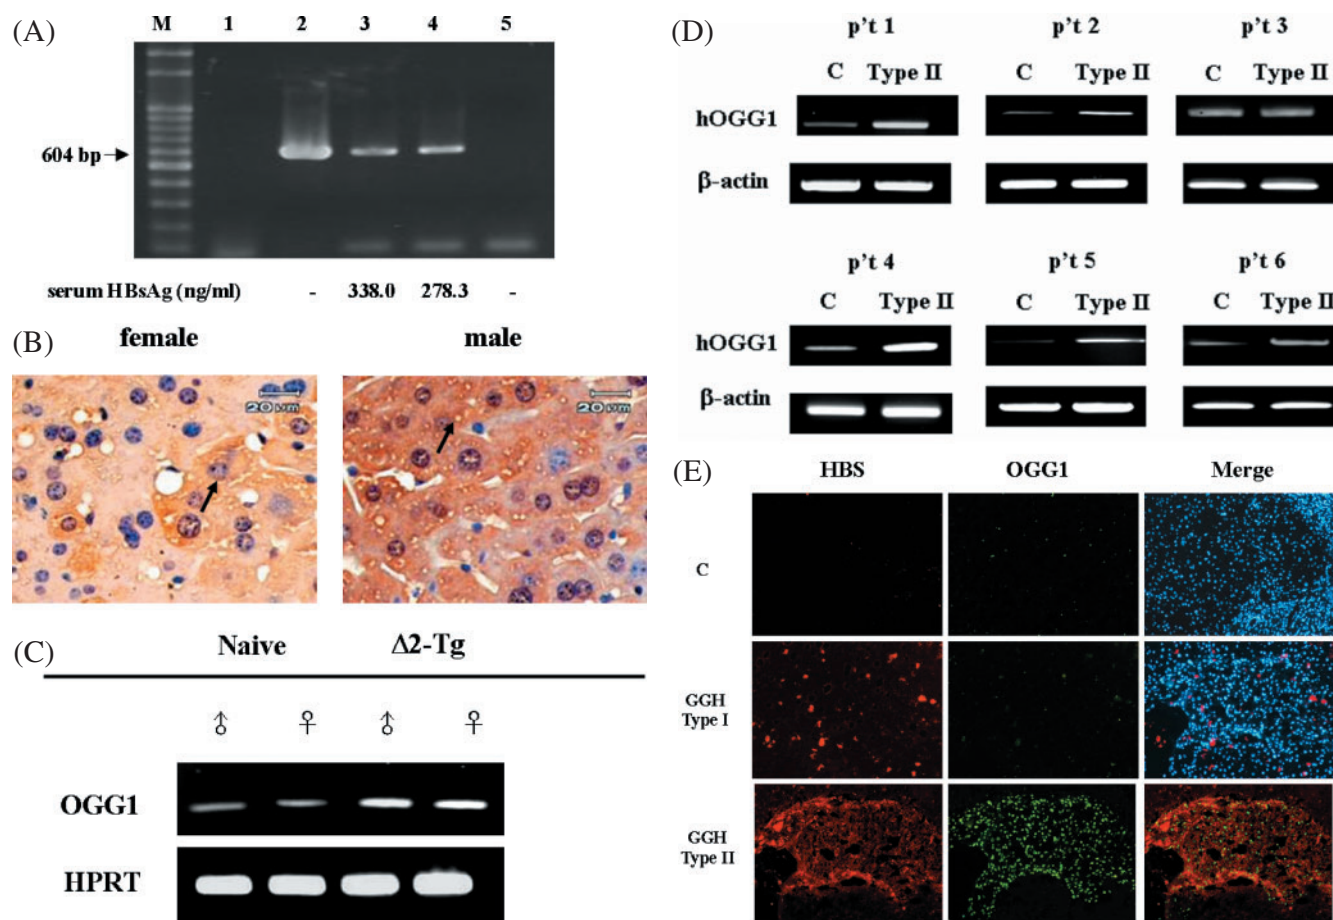 (A)
M 1 2 3 4 5
604 bp
serum HBsAg (ng/ml) - 338.0 278.3 -
(B)
female male
20 µm 20 µm
(C)
Naive Δ2-Tg
♂ ♀ ♂ ♀
OGG1
HPRT
(D)
p't 1 p't 2 p't 3
C Type II C Type II C Type II
hOGG1
β-actin
p't 4 p't 5 p't 6
C Type II C Type II C Type II
hOGG1
β-actin
(E)
HBS OGG1 Merge
C
GGH
Type I
GGH
Type II